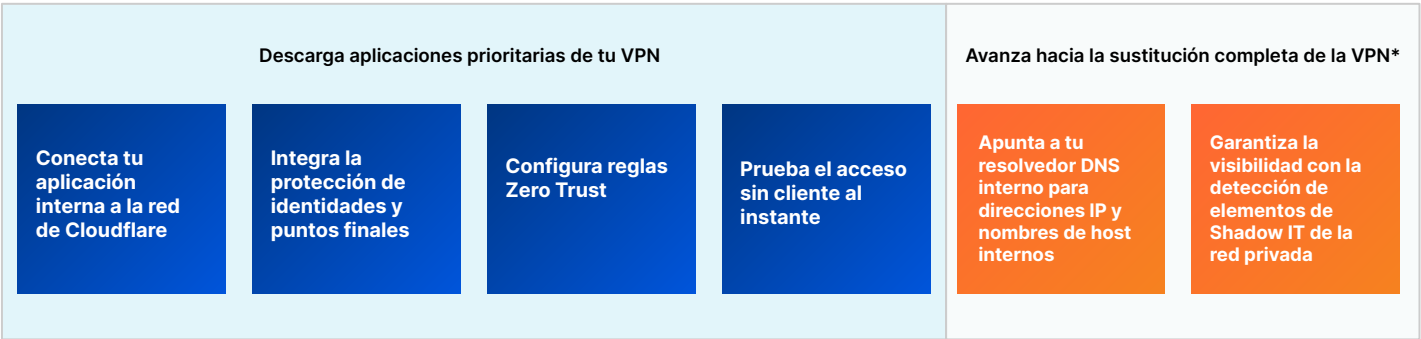 Descarga aplicaciones prioritarias de tu VPN
Conecta tu
aplicación
interna a la red
de Cloudflare
Integra la
protección de
identidades y
puntos finales
Configura reglas
Zero Trust
Prueba el acceso
sin cliente al
instante
Avanza hacia la sustitución completa de la VPN*
Apunta a tu
resolvedor DNS
interno para
direcciones IP y
nombres de host
internos
Garantiza la
visibilidad con la
detección de
elementos de
Shadow IT de la
red privada